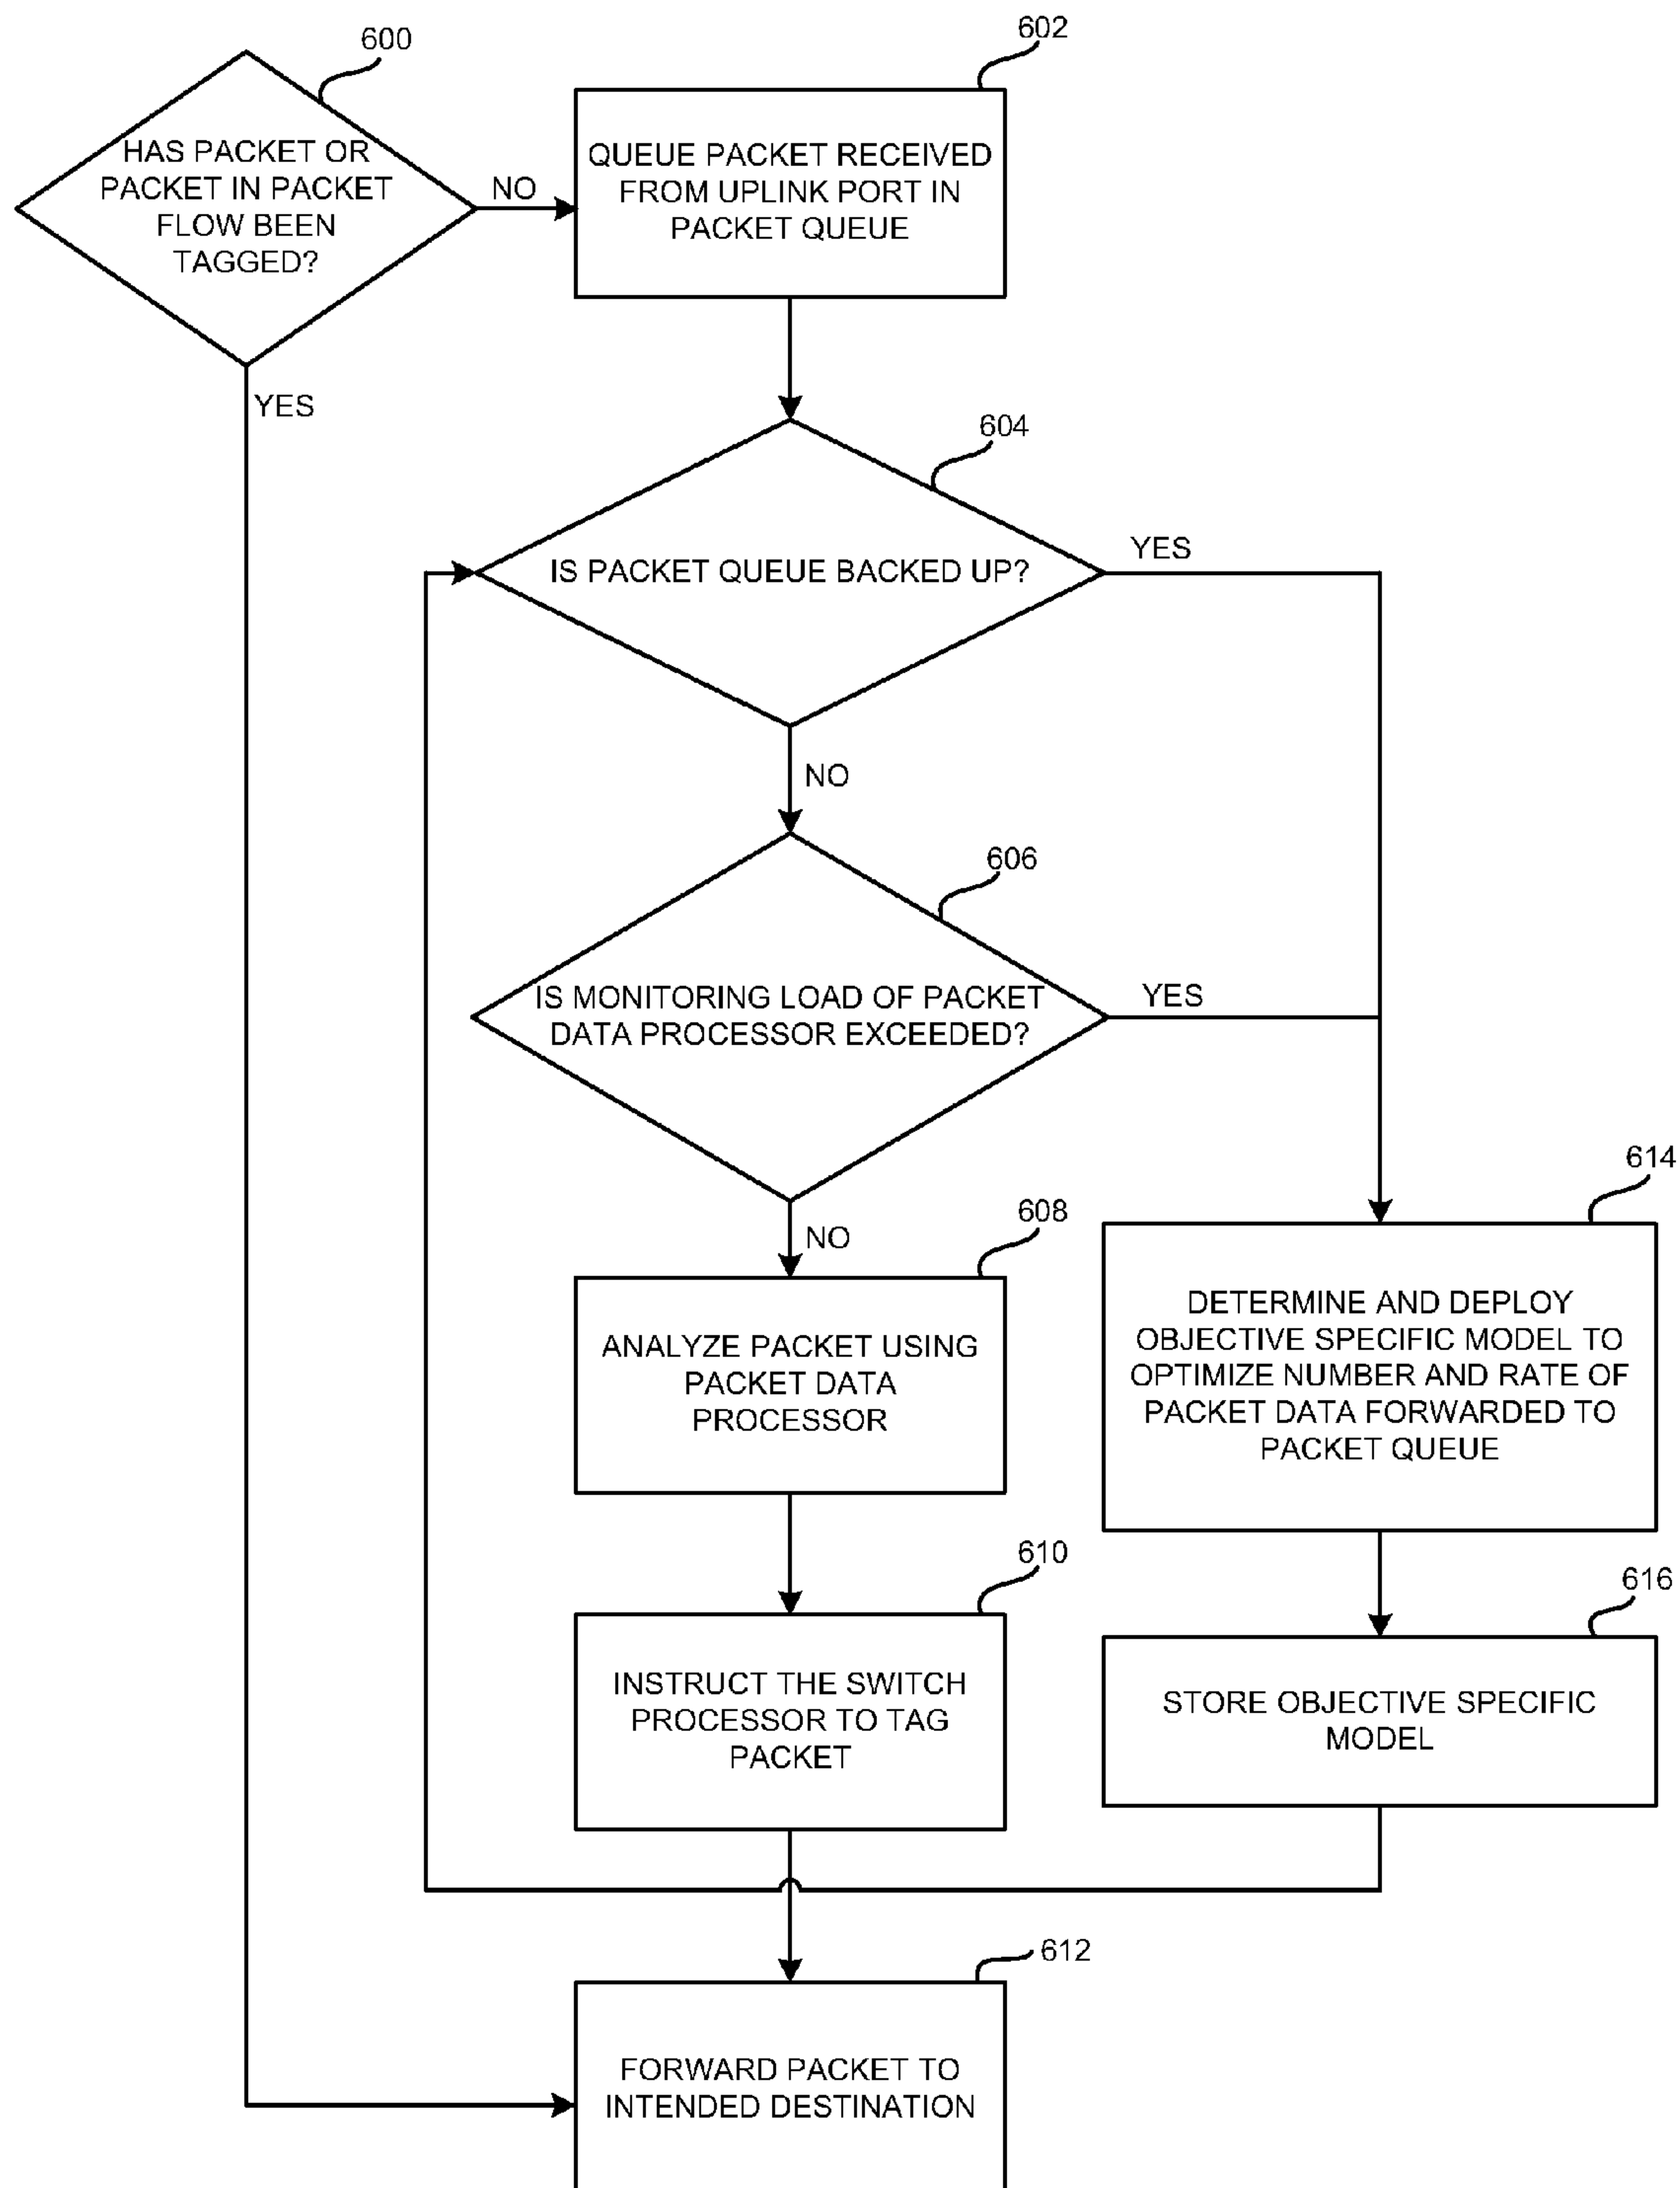 600
HAS PACKET OR
PACKET IN PACKET
FLOW BEEN
TAGGED?
NO
YES
602
QUEUE PACKET RECEIVED
FROM UPLINK PORT IN
PACKET QUEUE
604
IS PACKET QUEUE BACKED UP?
YES
NO
606
IS MONITORING LOAD OF PACKET
DATA PROCESSOR EXCEEDED?
YES
NO
608
ANALYZE PACKET USING
PACKET DATA
PROCESSOR
610
INSTRUCT THE SWITCH
PROCESSOR TO TAG
PACKET
614
DETERMINE AND DEPLOY
OBJECTIVE SPECIFIC MODEL TO
OPTIMIZE NUMBER AND RATE OF
PACKET DATA FORWARDED TO
PACKET QUEUE
616
STORE OBJECTIVE SPECIFIC
MODEL
612
FORWARD PACKET TO
INTENDED DESTINATION